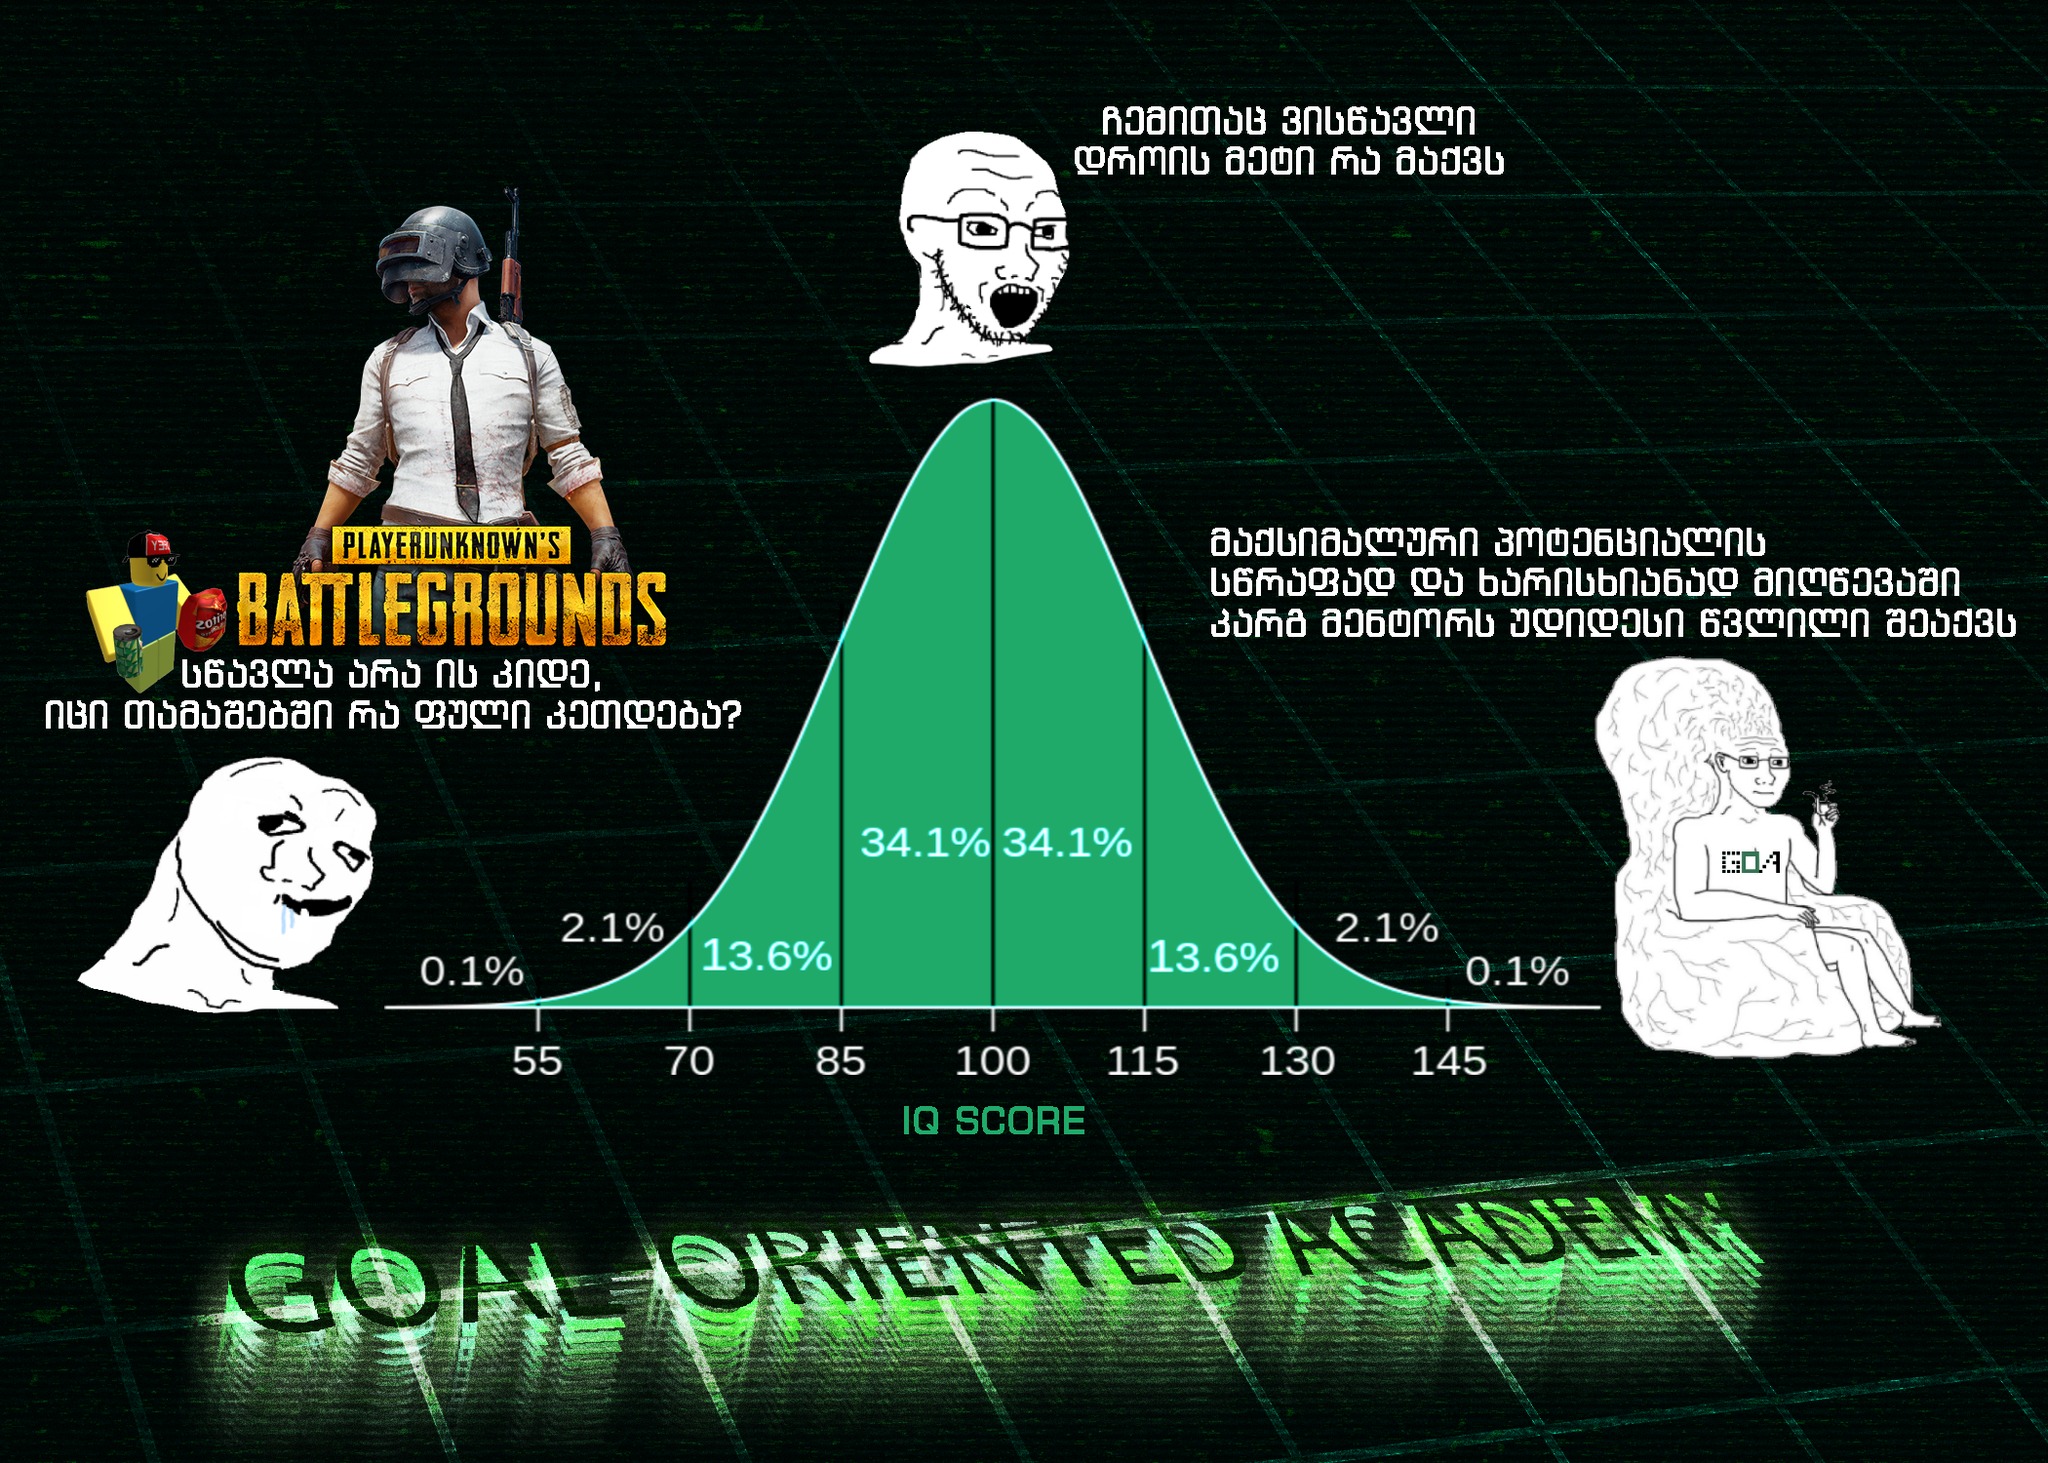 ჩემითაც ვისწავლი
დროის მეტი რა მაქვს
PLAYERUNKNOWN'S
BATTLEGROUNDS
სწავლა არა ის კიდე,
იცი თამაშებში რა ფული კეთდება?
მაქსიმალური პოტენციალის
სწრაფად და ხარისხიანად მიღწევაში
კარგ მენტორს უდიდესი წვლილი შეაქვს
GOA
34.1% 34.1%
2.1% 13.6% 13.6% 2.1%
0.1% 0.1%
55 70 85 100 115 130 145
IQ SCORE
GOAL ORIENTED ACADEMY